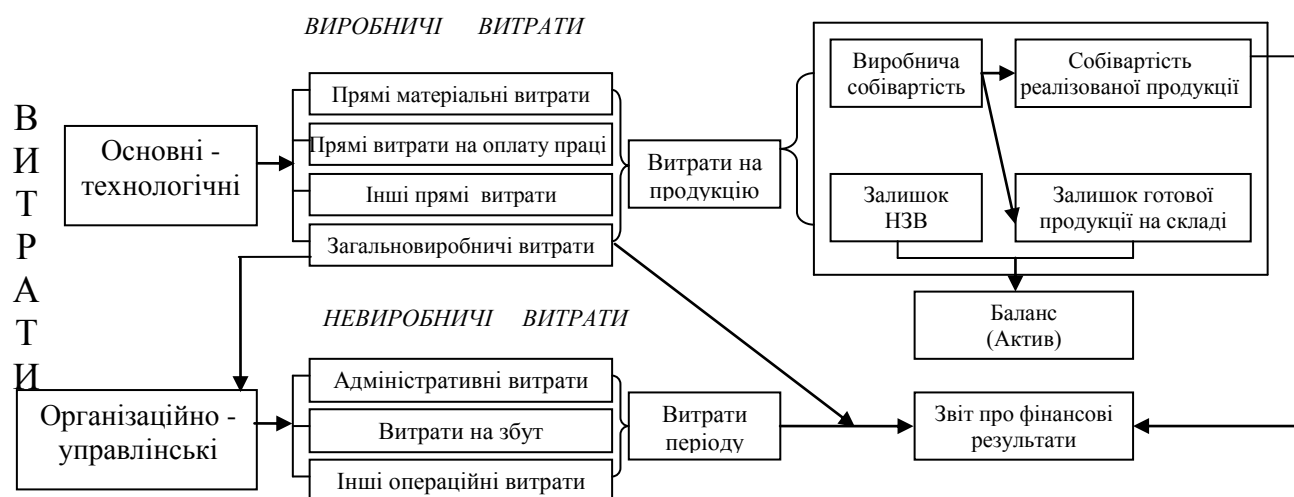 ВИРОБНИЧІ ВИТРАТИ
ВИТРАТИ
Основні -
технологічні
Прямі матеріальні витрати
Прямі витрати на оплату праці
Інші прямі витрати
Загальновиробничі витрати
Витрати на
продукцію
Виробнича
собівартість
Собівартість
реалізованої продукції
Залишок
НЗВ
Залишок готової
продукції на складі
Баланс
(Актив)
НЕВИРОБНИЧІ ВИТРАТИ
Організаційно -
управлінські
Адміністративні витрати
Витрати на збут
Інші операційні витрати
Витрати
періоду
Звіт про фінансові
результати